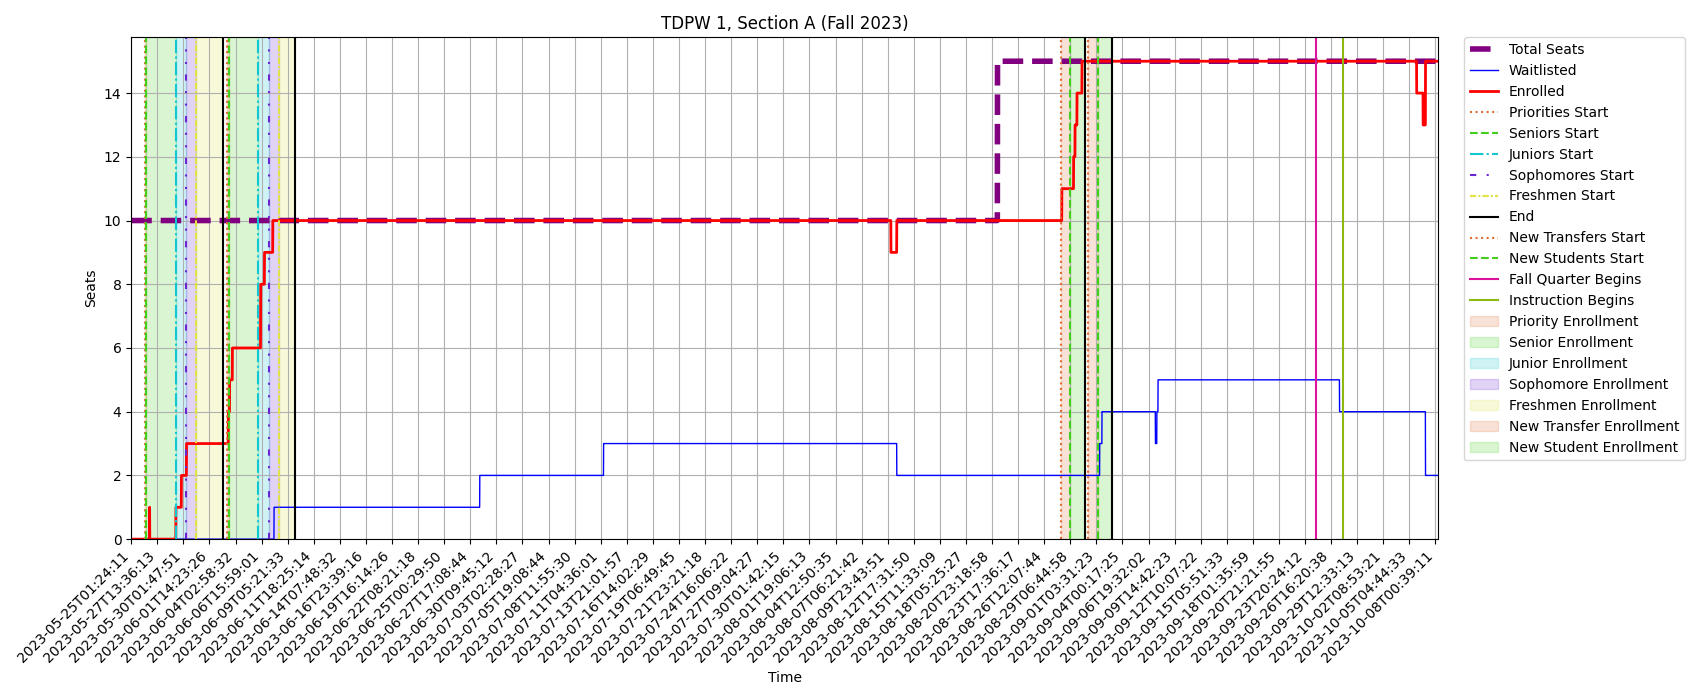 TDPW 1, Section A (Fall 2023)
Seats
14
12
10
8
6
4
2
0
2023-05-25T01:24:11
2023-05-27T13:36:13
2023-05-30T01:47:51
2023-06-01T14:23:26
2023-06-04T02:58:32
2023-06-06T15:59:01
2023-06-09T05:21:33
2023-06-11T18:25:14
2023-06-14T07:48:32
2023-06-16T23:39:16
2023-06-19T16:14:26
2023-06-22T08:21:18
2023-06-25T00:29:50
2023-06-27T17:08:44
2023-06-30T09:45:12
2023-07-03T02:28:27
2023-07-05T19:08:44
2023-07-08T11:55:30
2023-07-11T04:36:01
2023-07-13T21:01:57
2023-07-16T14:02:29
2023-07-19T06:49:45
2023-07-21T23:21:18
2023-07-24T16:06:22
2023-07-27T09:04:27
2023-07-30T01:42:15
2023-08-01T19:06:13
2023-08-04T12:50:35
2023-08-07T06:21:42
2023-08-09T23:43:51
2023-08-12T17:31:50
2023-08-15T11:33:09
2023-08-18T05:25:27
2023-08-20T23:18:58
2023-08-23T17:36:17
2023-08-26T12:07:44
2023-08-29T06:44:58
2023-09-01T03:31:23
2023-09-04T00:17:25
2023-09-06T19:32:02
2023-09-09T14:42:23
2023-09-12T10:07:22
2023-09-15T05:51:33
2023-09-18T01:35:59
2023-09-20T21:21:55
2023-09-23T20:24:12
2023-09-26T16:20:38
2023-09-29T12:33:13
2023-10-02T08:53:21
2023-10-05T04:44:33
2023-10-08T00:39:11
Time
Total Seats
Waitlisted
Enrolled
Priorities Start
Seniors Start
Juniors Start
Sophomores Start
Freshmen Start
End
New Transfers Start
New Students Start
Fall Quarter Begins
Instruction Begins
Priority Enrollment
Senior Enrollment
Junior Enrollment
Sophomore Enrollment
Freshmen Enrollment
New Transfer Enrollment
New Student Enrollment